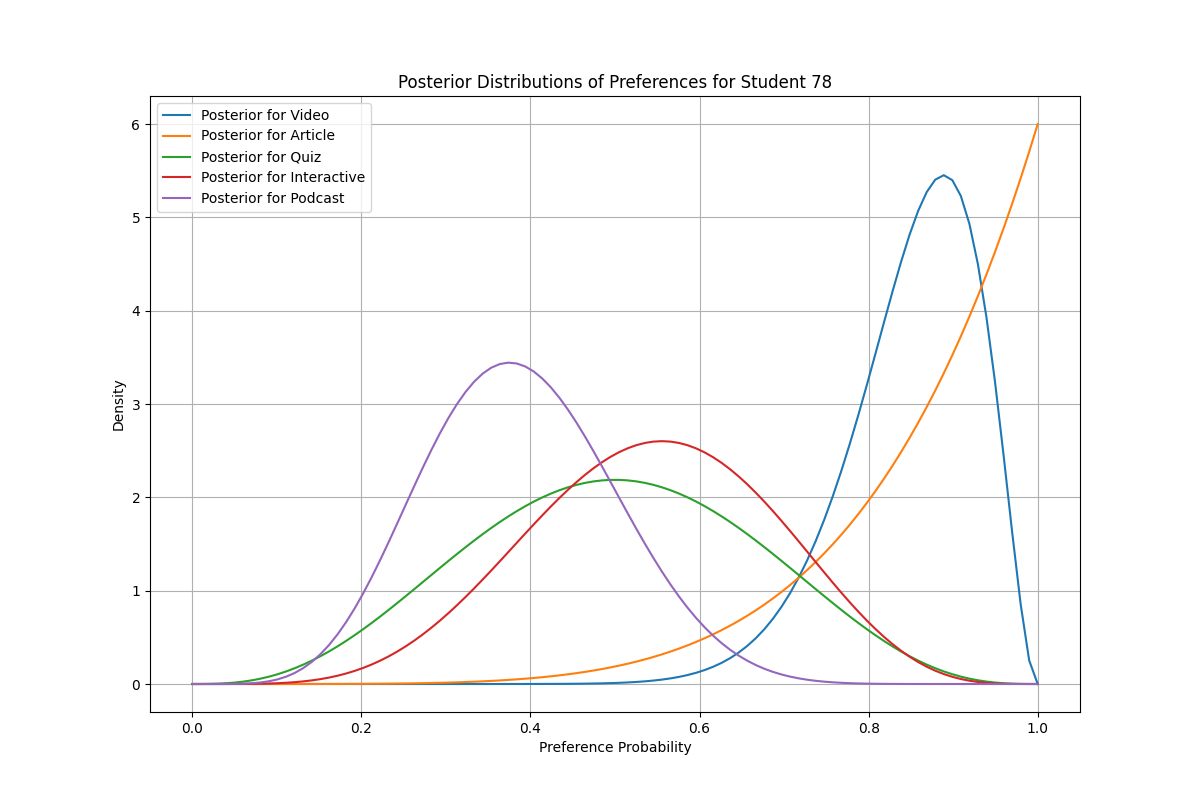 Posterior Distributions of Preferences for Student 78
Posterior for Video
Posterior for Article
Posterior for Quiz
Posterior for Interactive
Posterior for Podcast
6
5
4
3
2
1
0
Density
0.0 0.2 0.4 0.6 0.8 1.0
Preference Probability